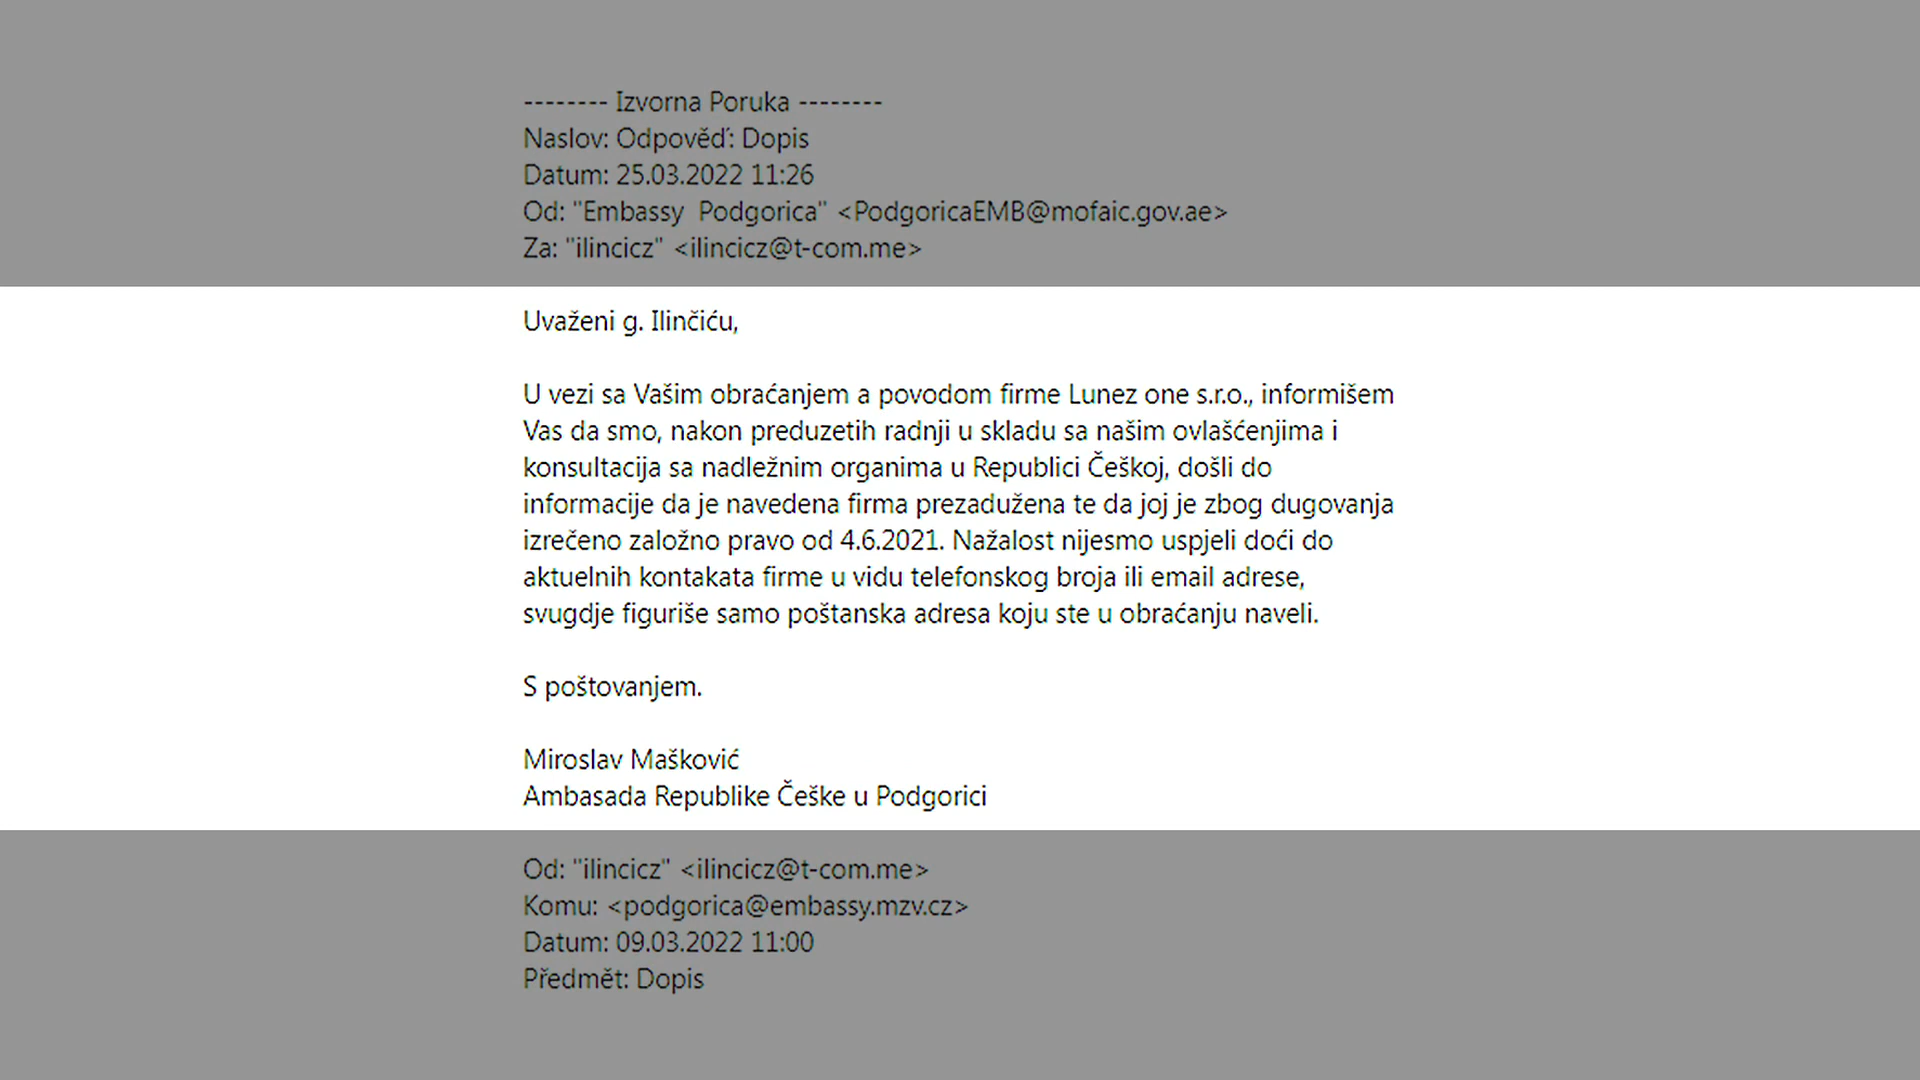 -------- Izvorna Poruka --------
Naslov: Odpověď: Dopis
Datum: 25.03.2022 11:26
Od: "Embassy  Podgorica" <PodgoricaEMB@mofaic.gov.ae>
Za: "ilincicz" <ilincicz@t-com.me>
Uvaženi g. Ilinčiću,
U vezi sa Vašim obraćanjem a povodom firme Lunez one s.r.o., informišem
Vas da smo, nakon preduzetih radnji u skladu sa našim ovlašćenjima i
konsultacija sa nadležnim organima u Republici Češkoj, došli do
informacije da je navedena firma prezadužena te da joj je zbog dugovanja
izrečeno založno pravo od 4.6.2021. Nažalost nijesmo uspjeli doći do
aktuelnih kontakata firme u vidu telefonskog broja ili email adrese,
svugdje figuriše samo poštanska adresa koju ste u obraćanju naveli.
S poštovanjem.
Miroslav Mašković
Ambasada Republike Češke u Podgorici
Od: "ilincicz" <ilincicz@t-com.me>
Komu: <podgorica@embassy.mzv.cz>
Datum: 09.03.2022 11:00
Předmět: Dopis